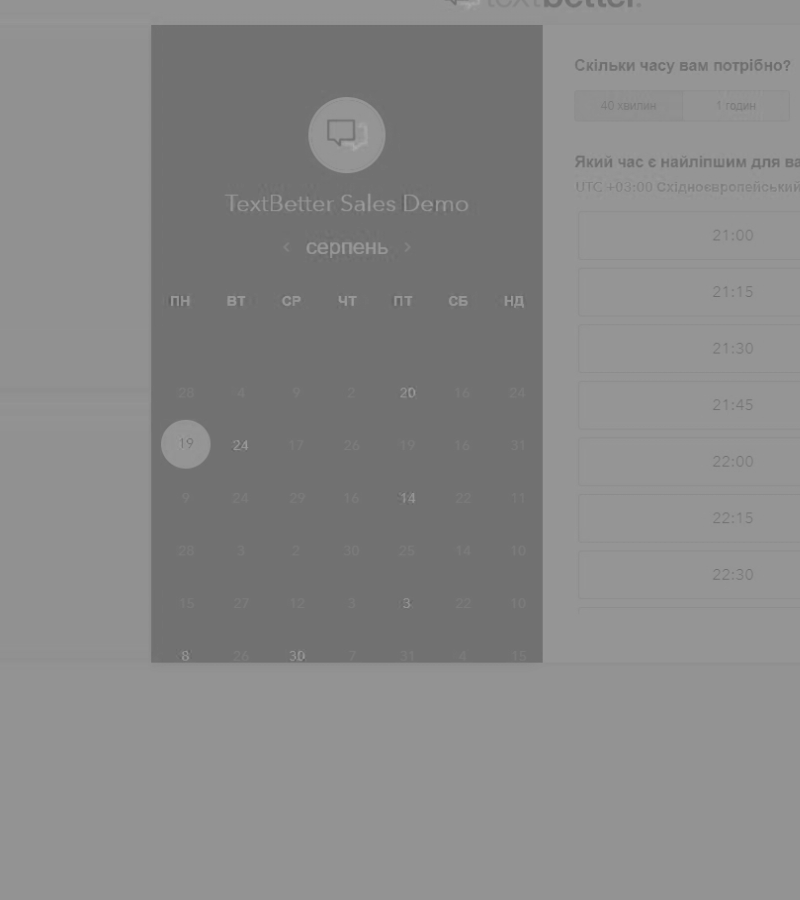 textbetter.
TextBetter Sales Demo
‹ серпень ›
ПН ВТ СР ЧТ ПТ СБ НД
28 4 9 2 20 16 24
19 24 17 26 19 16 31
9 24 29 16 14 22 11
28 3 2 30 25 14 10
15 27 12 3 3 22 10
8 26 30 7 31 4 15
Скільки часу вам потрібно?
40 хвилин 1 годин
Який час є найліпшим для ва
UTC +03:00 Східноєвропейський
21:00
21:15
21:30
21:45
22:00
22:15
22:30